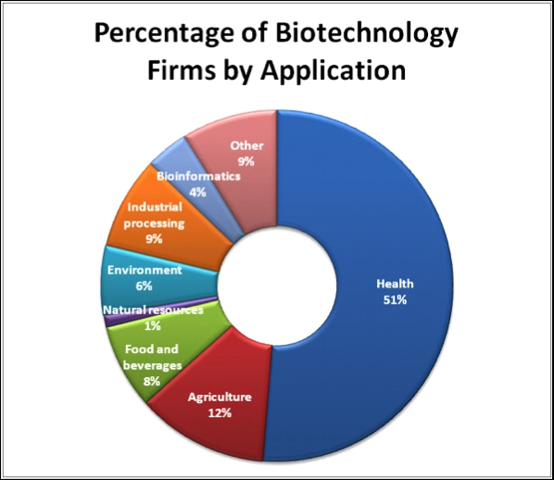 Percentage of Biotechnology
Firms by Application
Other
9%
Bioinformatics
4%
Industrial
processing
9%
Environment
6%
Natural resources
1%
Food and
beverages
8%
Agriculture
12%
Health
51%